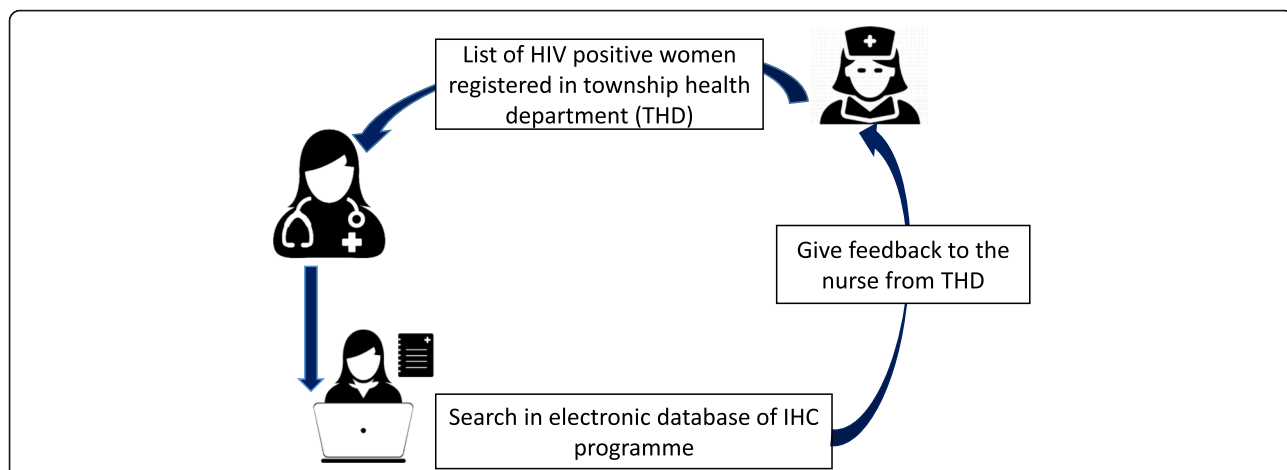 List of HIV positive women
registered in township health
department (THD)
Give feedback to the
nurse from THD
Search in electronic database of IHC
programme